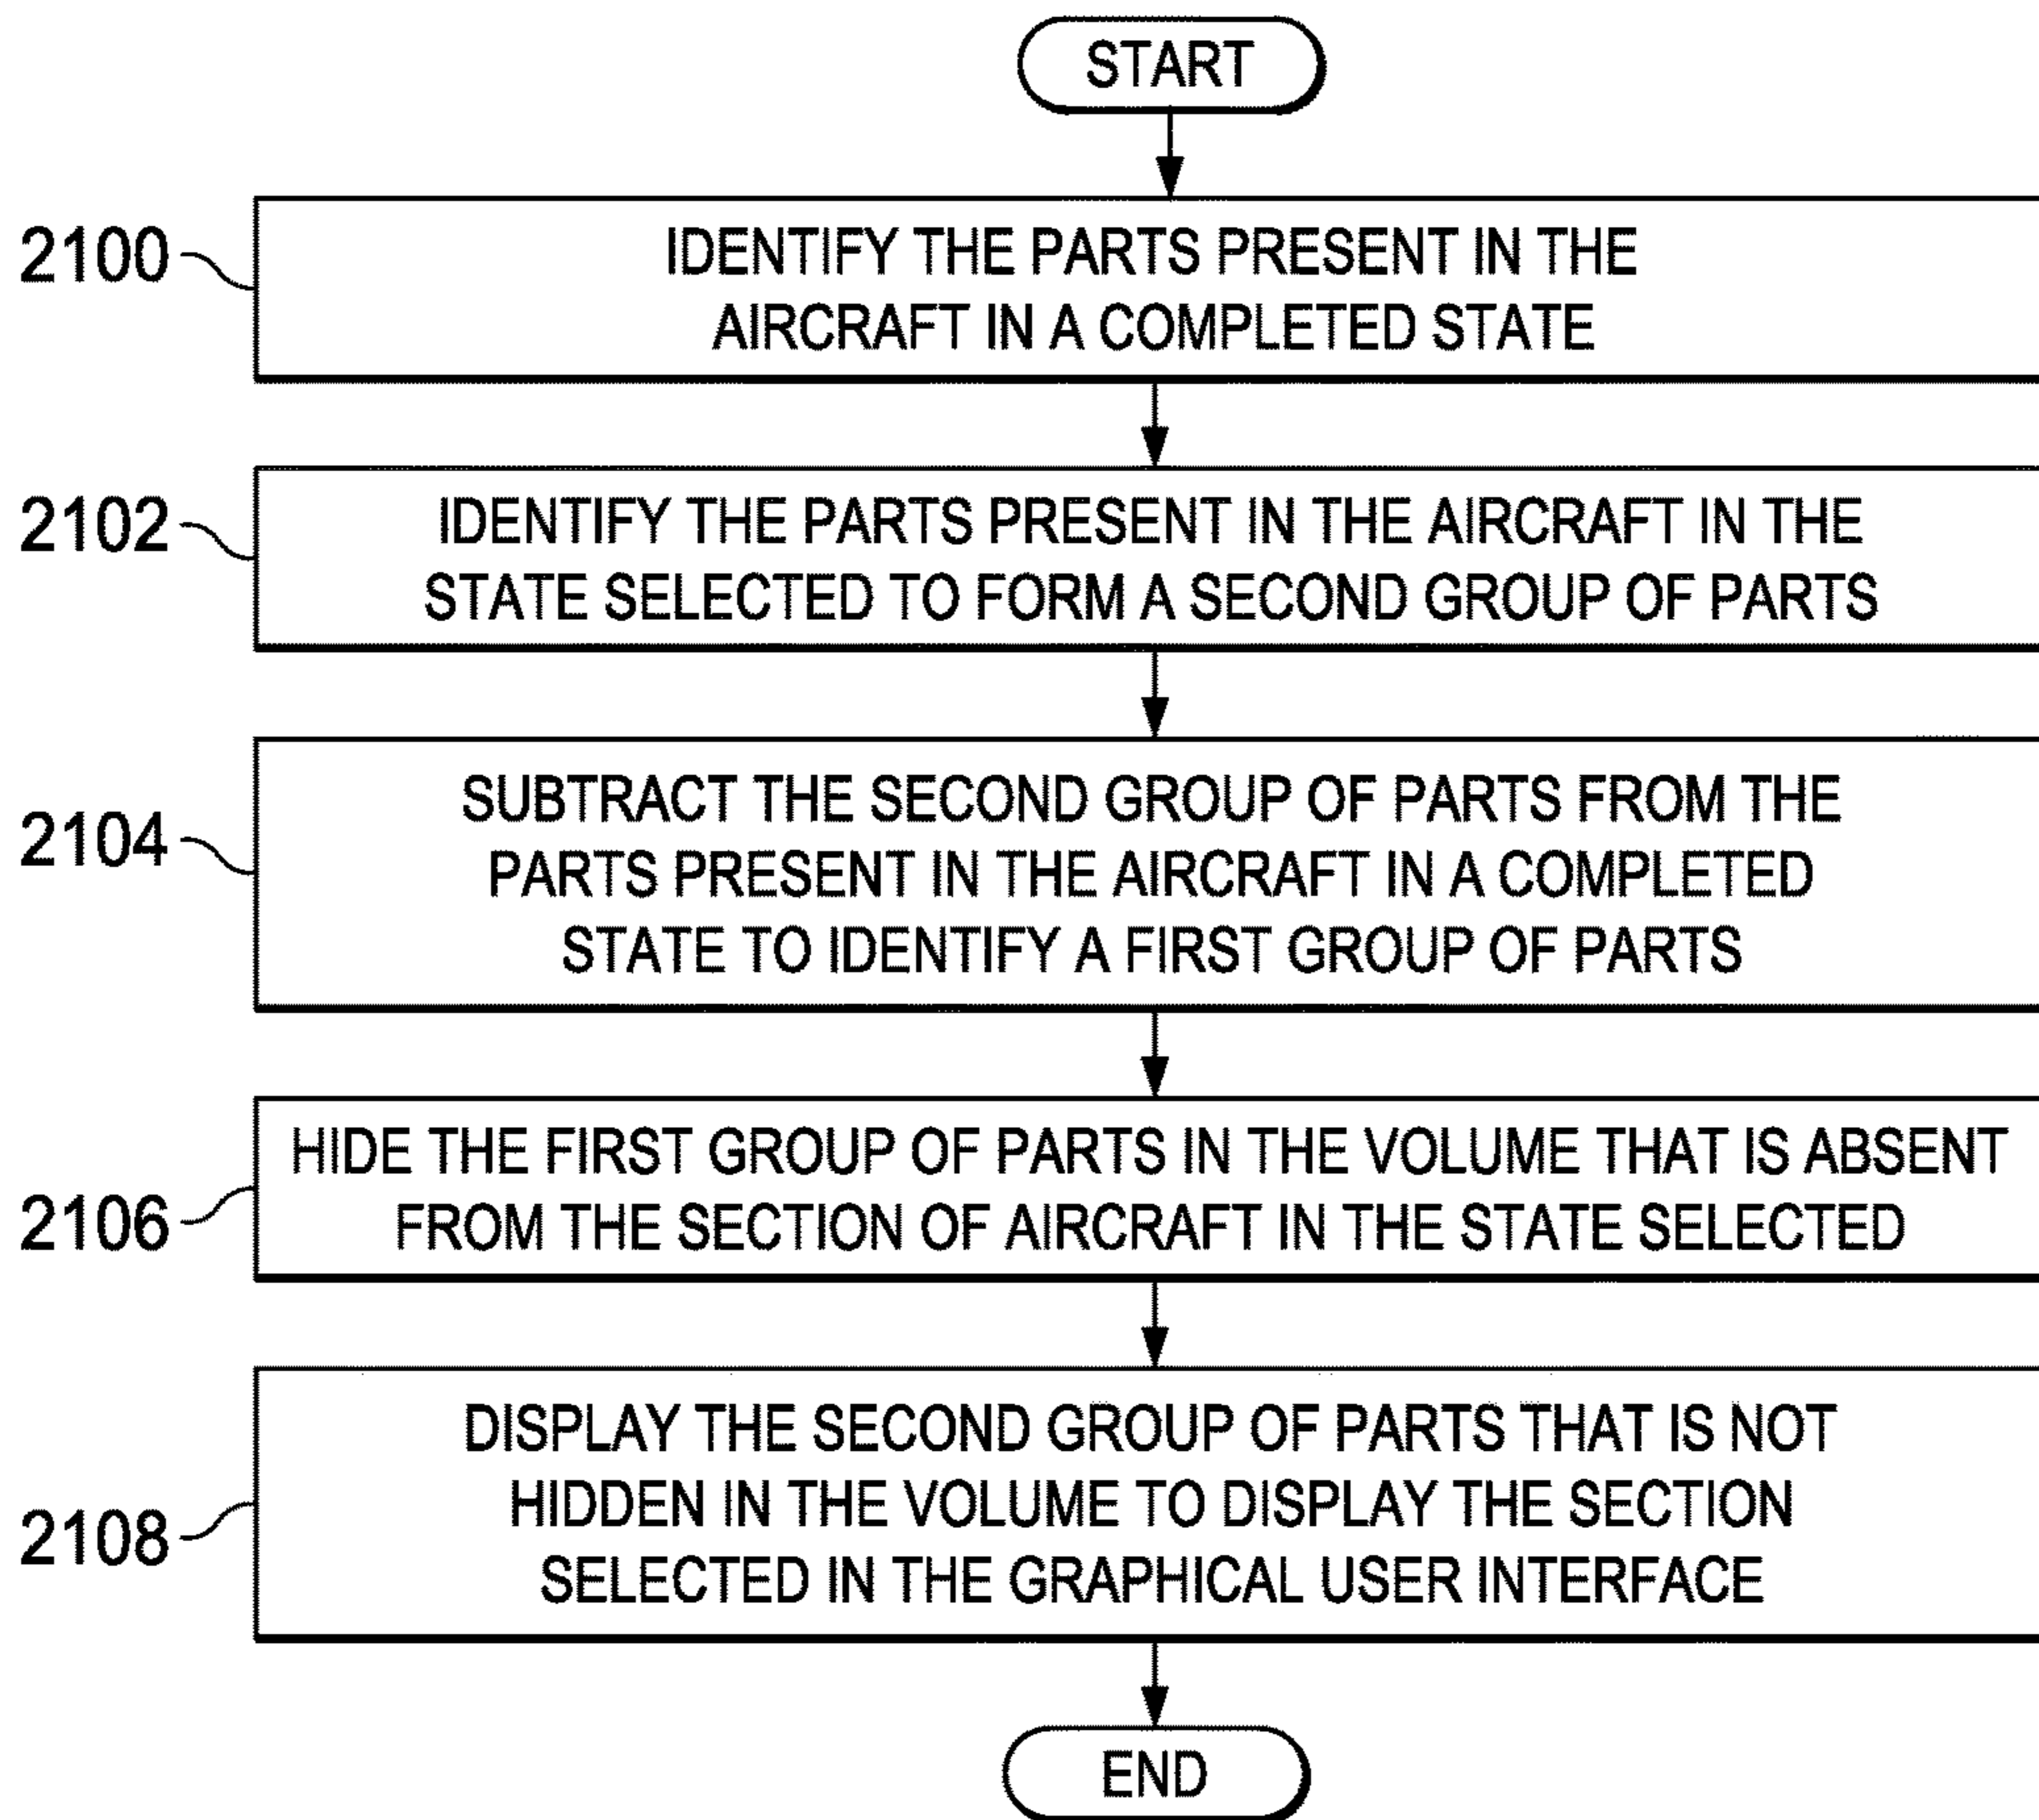 START
2100
IDENTIFY THE PARTS PRESENT IN THE
AIRCRAFT IN A COMPLETED STATE
2102
IDENTIFY THE PARTS PRESENT IN THE AIRCRAFT IN THE
STATE SELECTED TO FORM A SECOND GROUP OF PARTS
2104
SUBTRACT THE SECOND GROUP OF PARTS FROM THE
PARTS PRESENT IN THE AIRCRAFT IN A COMPLETED
STATE TO IDENTIFY A FIRST GROUP OF PARTS
2106
HIDE THE FIRST GROUP OF PARTS IN THE VOLUME THAT IS ABSENT
FROM THE SECTION OF AIRCRAFT IN THE STATE SELECTED
2108
DISPLAY THE SECOND GROUP OF PARTS THAT IS NOT
HIDDEN IN THE VOLUME TO DISPLAY THE SECTION
SELECTED IN THE GRAPHICAL USER INTERFACE
END